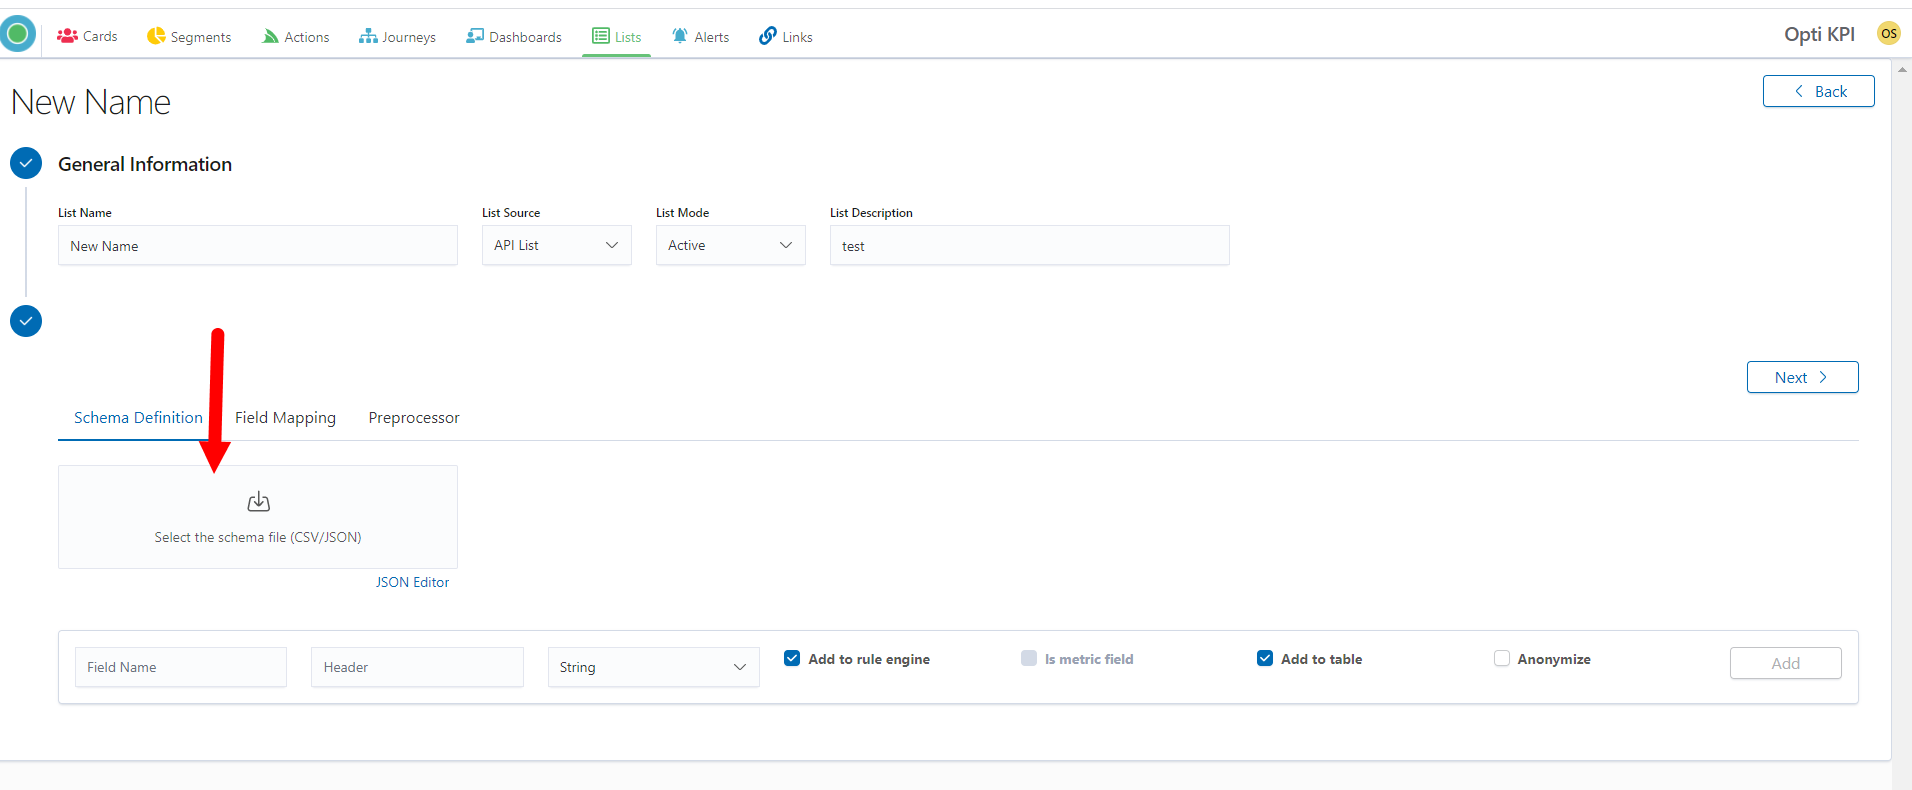 Cards Segments Actions Journeys Dashboards Lists Alerts Links Opti KPI OS
New Name
Back
General Information
List Name List Source List Mode List Description
New Name API List Active test
Next
Schema Definition Field Mapping Preprocessor
Select the schema file (CSV/JSON)
JSON Editor
Field Name Header String Add to rule engine Is metric field Add to table Anonymize Add